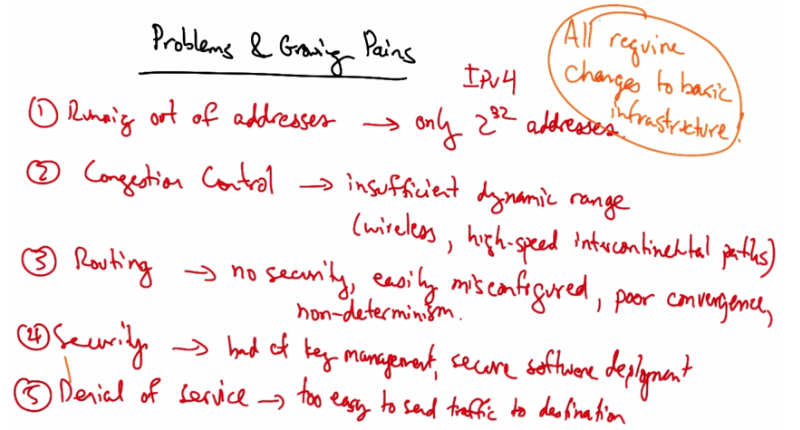 Problems & Growing Pains
All require
changes to basic
infrastructure!
IPv4
① Running out of addresses → only 2^32 addresses.
② Congestion Control → insufficient dynamic range
(wireless, high-speed intercontinental paths)
③ Routing → no security, easily misconfigured, poor convergence,
non-determinism.
④ Security → bad at key management, secure software deployment
⑤ Denial of service → too easy to send traffic to destination